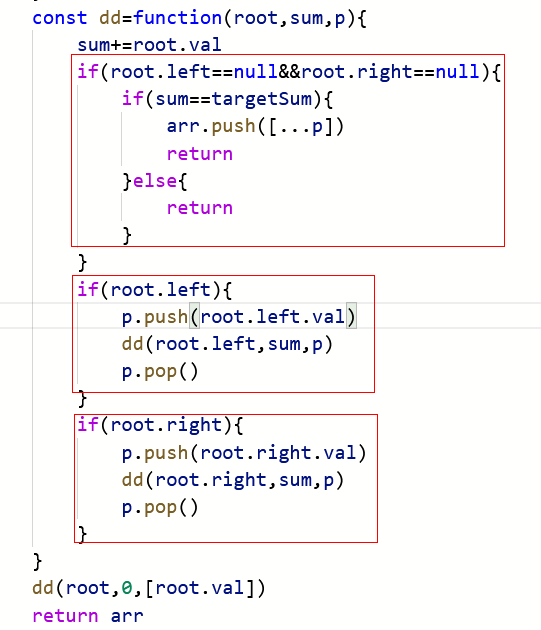 const dd=function(root,sum,p){
sum+=root.val
if(root.left==null&&root.right==null){
if(sum==targetSum){
arr.push([...p])
return
}else{
return
}
}
if(root.left){
p.push(root.left.val)
dd(root.left,sum,p)
p.pop()
}
if(root.right){
p.push(root.right.val)
dd(root.right,sum,p)
p.pop()
}
}
dd(root,0,[root.val])
return arr